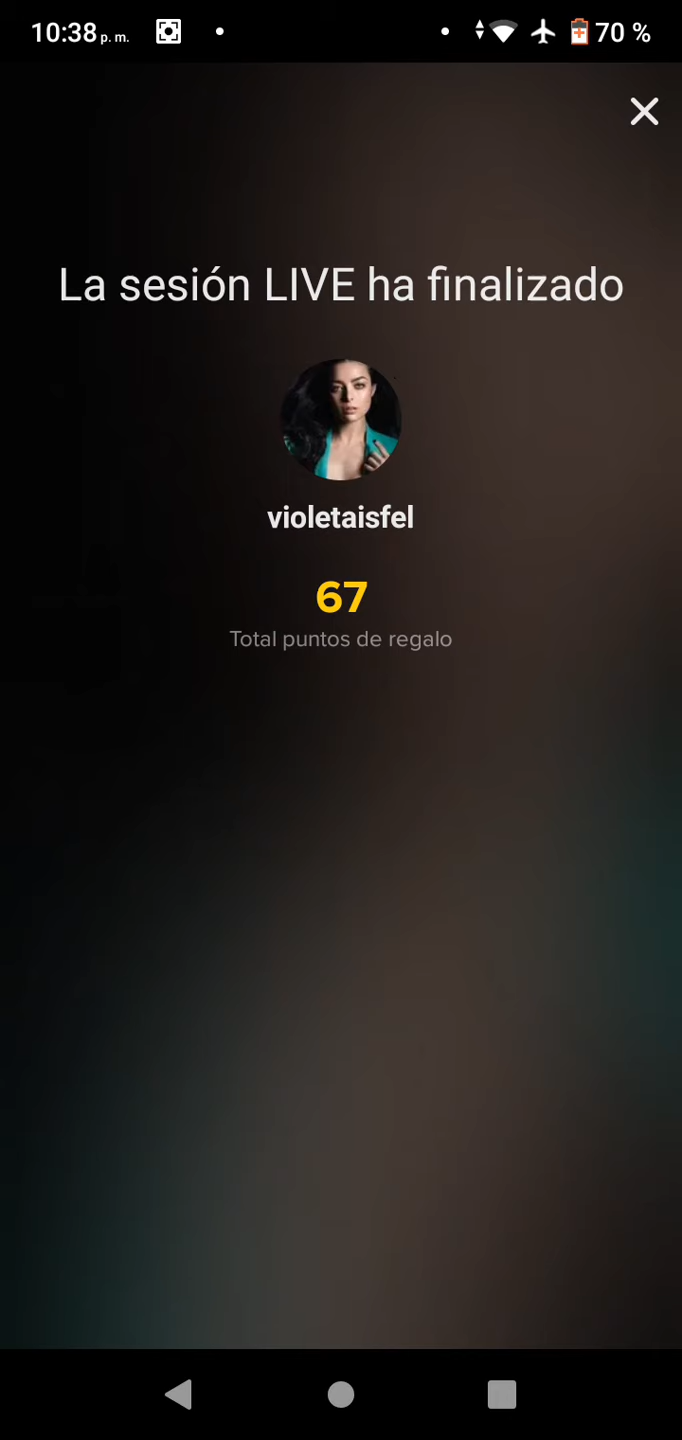 10:38 p. m. 70 %
La sesión LIVE ha finalizado
violetaisfel
67
Total puntos de regalo